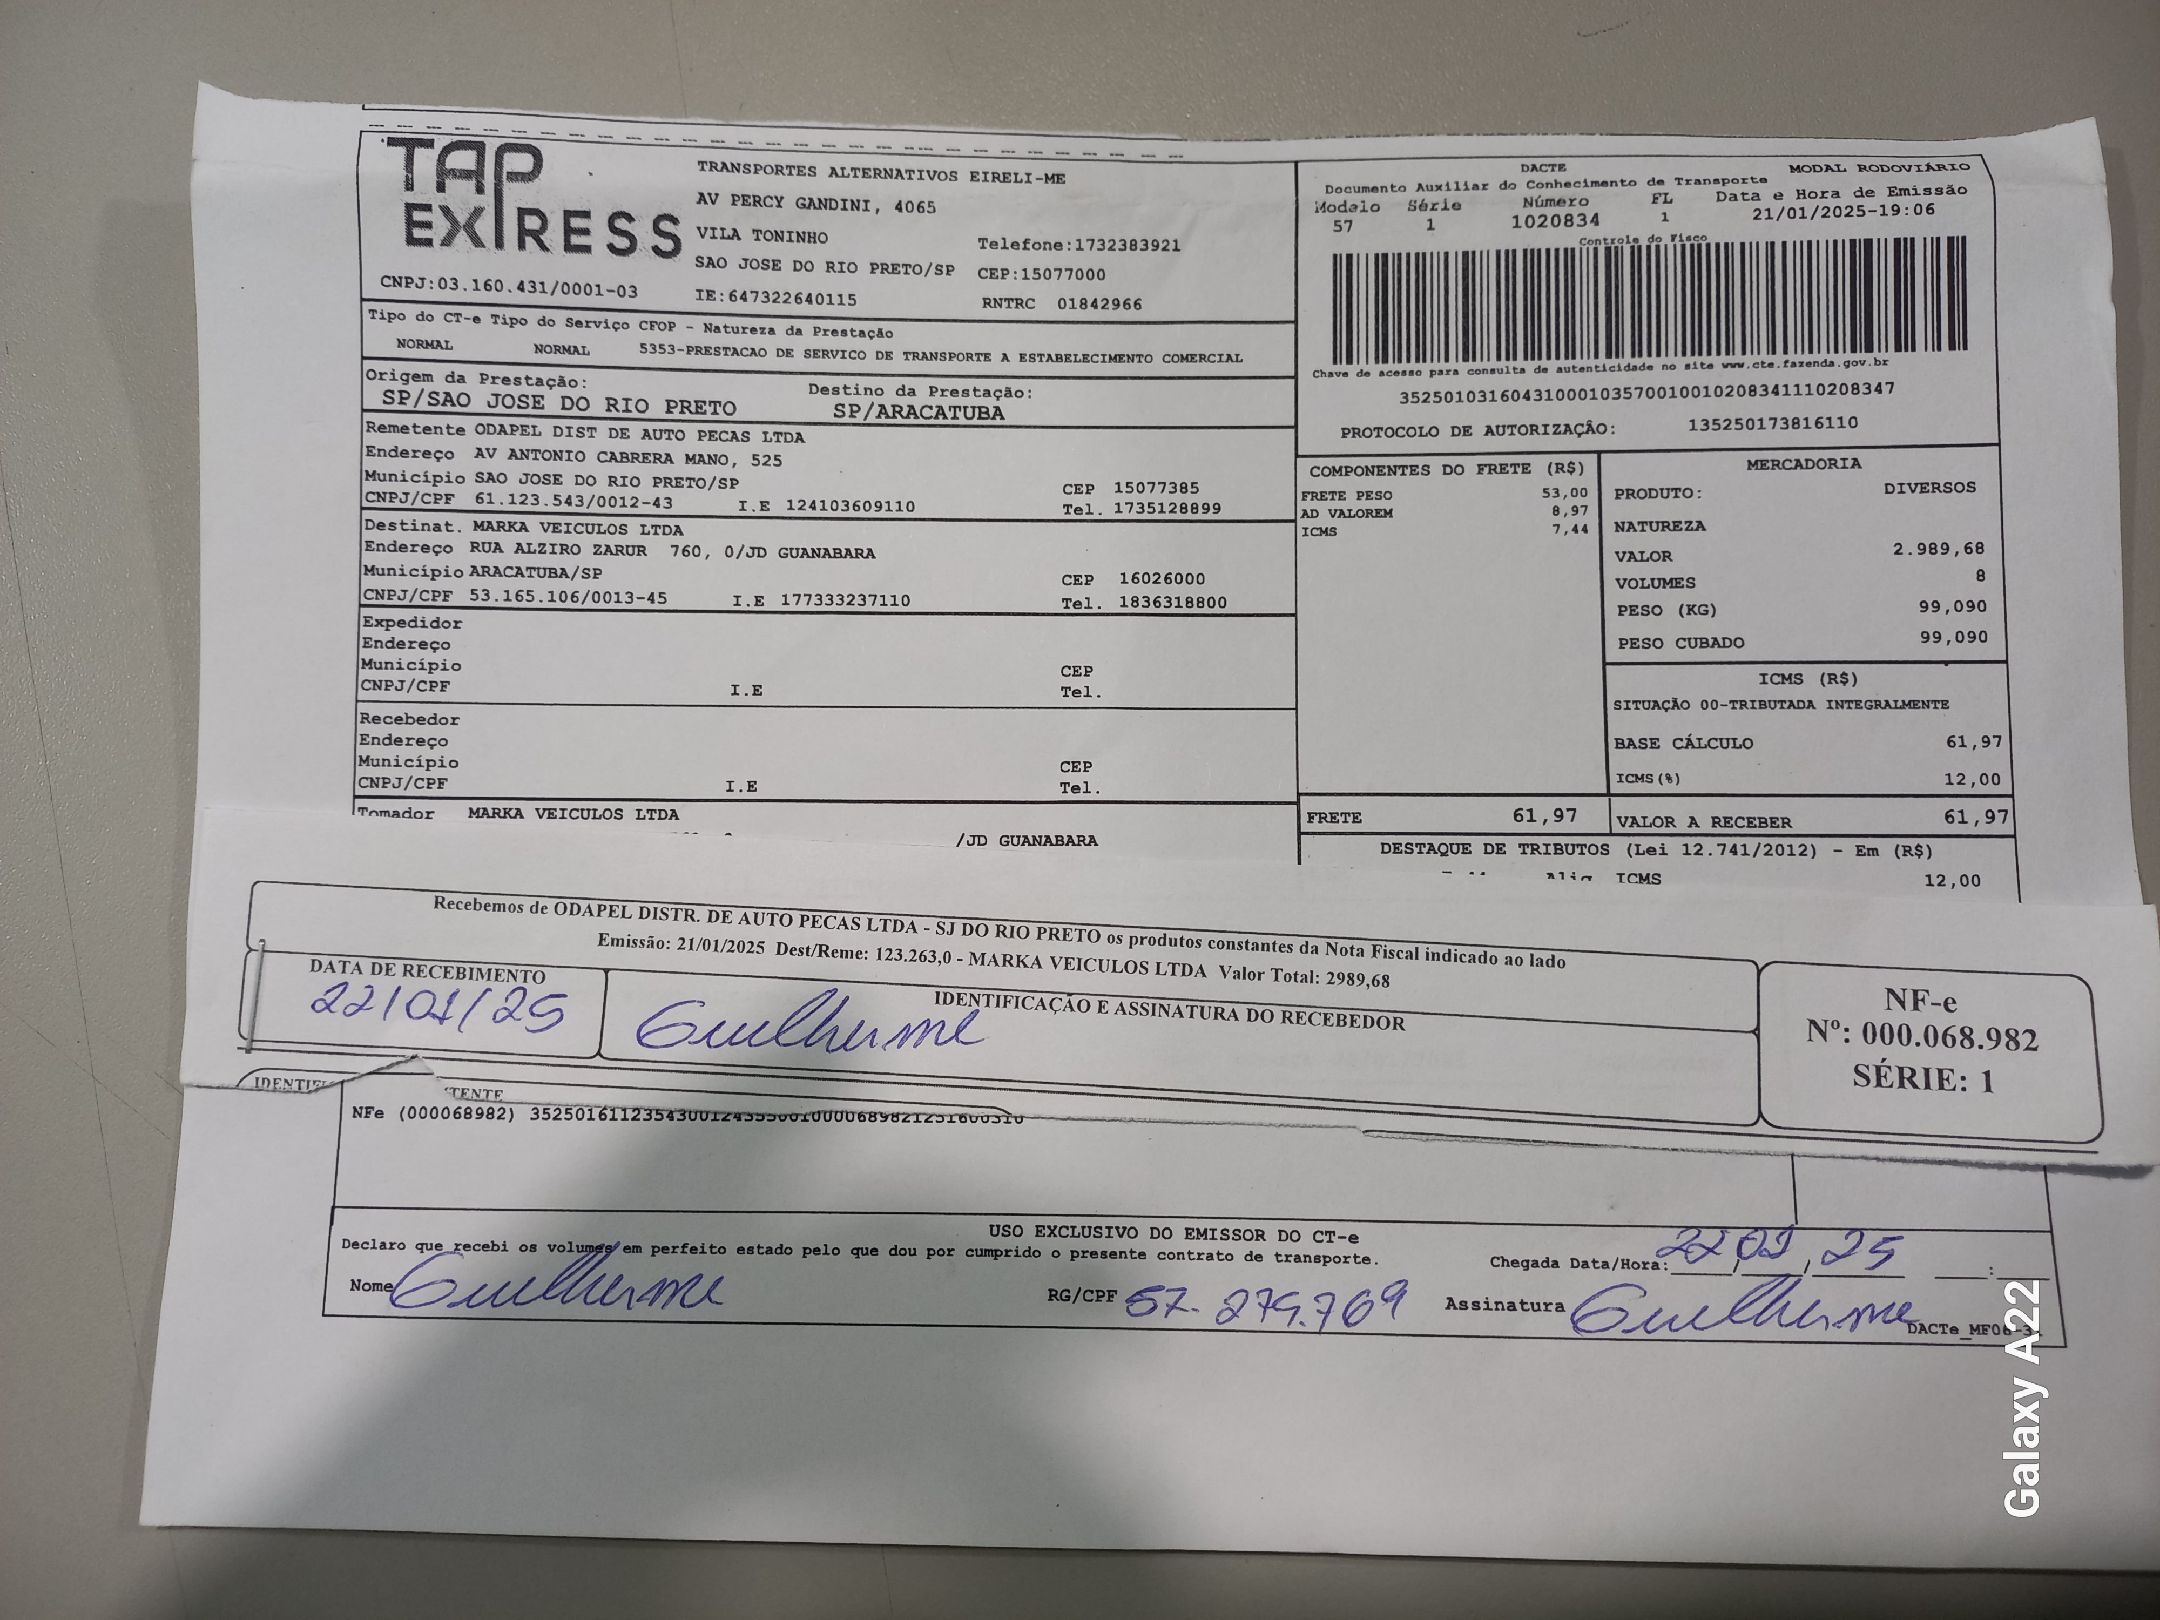 TAP EXPRESS
TRANSPORTES ALTERNATIVOS EIRELI-ME
AV PERCY GANDINI, 4065
VILA TONINHO Telefone:1732383921
SAO JOSE DO RIO PRETO/SP CEP:15077000
CNPJ:03.160.431/0001-03 IE:647322640115 RNTRC 01842966
DACTE MODAL RODOVIÁRIO
Documento Auxiliar do Conhecimento de Transporte
Modelo Série Número FL Data e Hora de Emissão
57 1 1020834 1 21/01/2025-19:06
Controle do Fisco
Chave de acesso para consulta de autenticidade no site www.cte.fazenda.gov.br
35250103160431000103570010010208341110208347
PROTOCOLO DE AUTORIZAÇÃO: 135250173816110
Tipo do CT-e Tipo do Serviço CFOP - Natureza da Prestação
NORMAL NORMAL 5353-PRESTACAO DE SERVICO DE TRANSPORTE A ESTABELECIMENTO COMERCIAL
Origem da Prestação: Destino da Prestação:
SP/SAO JOSE DO RIO PRETO SP/ARACATUBA
Remetente ODAPEL DIST DE AUTO PECAS LTDA
Endereço AV ANTONIO CABRERA MANO, 525
Município SAO JOSE DO RIO PRETO/SP CEP 15077385
CNPJ/CPF 61.123.543/0012-43 I.E 124103609110 Tel. 1735128899
Destinat. MARKA VEICULOS LTDA
Endereço RUA ALZIRO ZARUR 760, 0/JD GUANABARA
Município ARACATUBA/SP CEP 16026000
CNPJ/CPF 53.165.106/0013-45 I.E 177333237110 Tel. 1836318800
Expedidor
Endereço
Município CEP
CNPJ/CPF I.E Tel.
Recebedor
Endereço
Município CEP
CNPJ/CPF I.E Tel.
Tomador MARKA VEICULOS LTDA
/JD GUANABARA
COMPONENTES DO FRETE (R$)
FRETE PESO 53,00
AD VALOREM 8,97
ICMS 7,44
FRETE 61,97
MERCADORIA
PRODUTO: DIVERSOS
NATUREZA
VALOR 2.989,68
VOLUMES 8
PESO (KG) 99,090
PESO CUBADO 99,090
ICMS (R$)
SITUAÇÃO 00-TRIBUTADA INTEGRALMENTE
BASE CÁLCULO 61,97
ICMS(%) 12,00
VALOR A RECEBER 61,97
DESTAQUE DE TRIBUTOS (Lei 12.741/2012) - Em (R$)
ICMS 12,00
Recebemos de ODAPEL DISTR. DE AUTO PECAS LTDA - SJ DO RIO PRETO os produtos constantes da Nota Fiscal indicado ao lado
Emissão: 21/01/2025 Dest/Reme: 123.263,0 - MARKA VEICULOS LTDA Valor Total: 2989,68
DATA DE RECEBIMENTO IDENTIFICAÇÃO E ASSINATURA DO RECEBEDOR
22/01/25 Guilherme
NF-e
Nº: 000.068.982
SÉRIE: 1
NFe (000068982)
USO EXCLUSIVO DO EMISSOR DO CT-e
Declaro que recebi os volumes em perfeito estado pelo que dou por cumprido o presente contrato de transporte. Chegada Data/Hora: 22 01 25 :
Nome Guilherme RG/CPF 57.279.769 Assinatura Guilherme
Galaxy A22